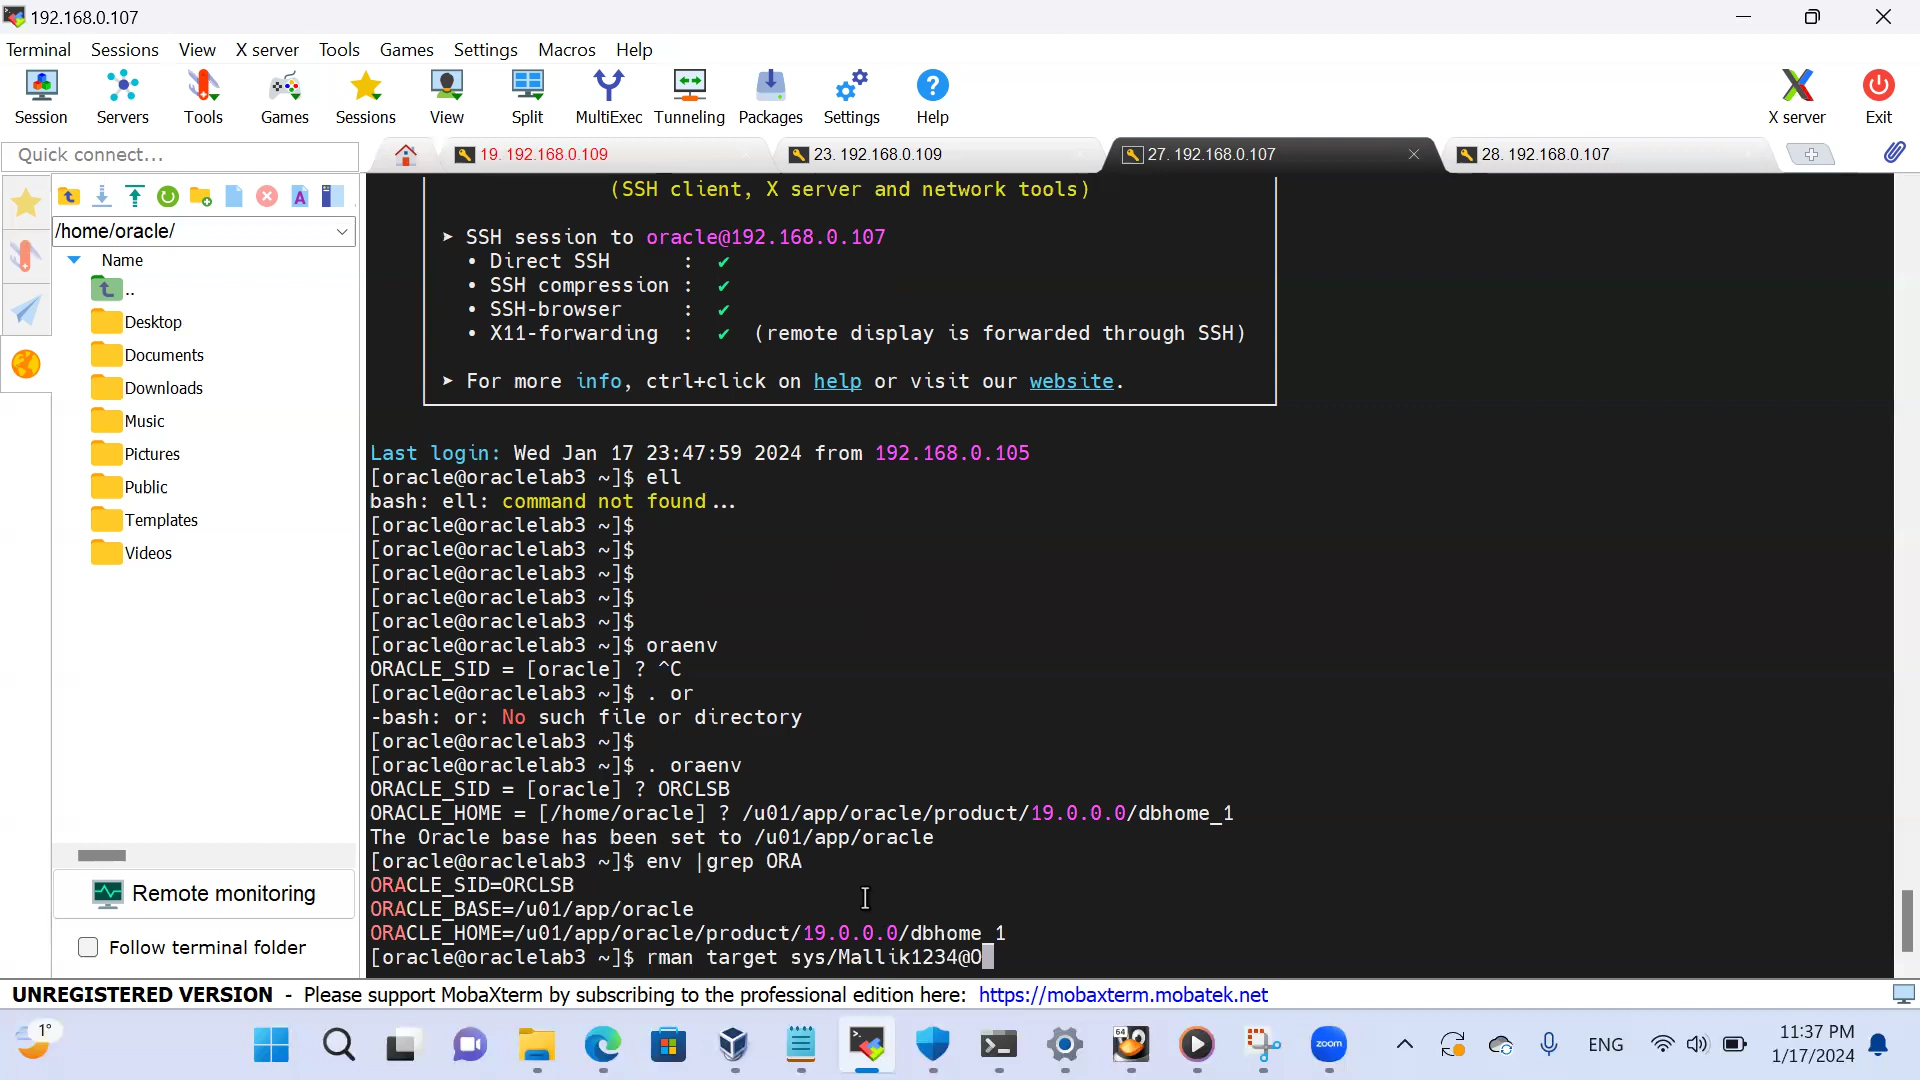 192.168.0.107
Terminal Sessions View X server Tools Games Settings Macros Help
Session Servers Tools Games Sessions View Split MultiExec Tunneling Packages Settings Help X server Exit
Quick connect...
19. 192.168.0.109
23. 192.168.0.109
27. 192.168.0.107
28. 192.168.0.107
/home/oracle/
Name
..
Desktop
Documents
Downloads
Music
Pictures
Public
Templates
Videos
Remote monitoring
Follow terminal folder
(SSH client, X server and network tools)
➤ SSH session to oracle@192.168.0.107
• Direct SSH : ✔
• SSH compression : ✔
• SSH-browser : ✔
• X11-forwarding : ✔ (remote display is forwarded through SSH)
➤ For more info, ctrl+click on help or visit our website.
Last login: Wed Jan 17 23:47:59 2024 from 192.168.0.105
[oracle@oraclelab3 ~]$ ell
bash: ell: command not found...
[oracle@oraclelab3 ~]$
[oracle@oraclelab3 ~]$
[oracle@oraclelab3 ~]$
[oracle@oraclelab3 ~]$
[oracle@oraclelab3 ~]$
[oracle@oraclelab3 ~]$ oraenv
ORACLE_SID = [oracle] ? ^C
[oracle@oraclelab3 ~]$ . or
-bash: or: No such file or directory
[oracle@oraclelab3 ~]$
[oracle@oraclelab3 ~]$ . oraenv
ORACLE_SID = [oracle] ? ORCLSB
ORACLE_HOME = [/home/oracle] ? /u01/app/oracle/product/19.0.0.0/dbhome_1
The Oracle base has been set to /u01/app/oracle
[oracle@oraclelab3 ~]$ env |grep ORA
ORACLE_SID=ORCLSB
ORACLE_BASE=/u01/app/oracle
ORACLE_HOME=/u01/app/oracle/product/19.0.0.0/dbhome_1
[oracle@oraclelab3 ~]$ rman target sys/Mallik1234@O
UNREGISTERED VERSION - Please support MobaXterm by subscribing to the professional edition here: https://mobaxterm.mobatek.net
1°
64
zoom
ENG
11:37 PM
1/17/2024